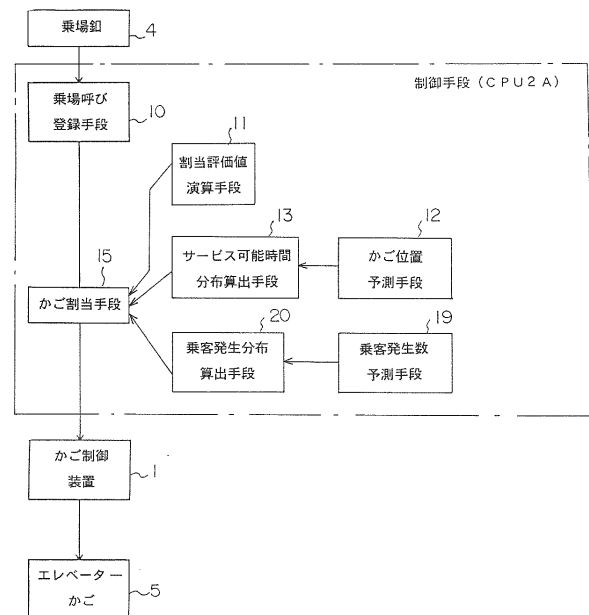 乗場釦
4
制御手段(CPU2A)
乗場呼び
登録手段
10
11
割当評価値
演算手段
13
12
サービス可能時間
分布算出手段
かご位置
予測手段
15
かご割当手段
20
19
乗客発生分布
算出手段
乗客発生数
予測手段
かご制御
装置
1
エレベーター
かご
5